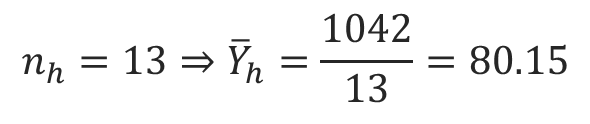 n_h = 13 ⇒ Ȳ_h = 1042/13 = 80.15